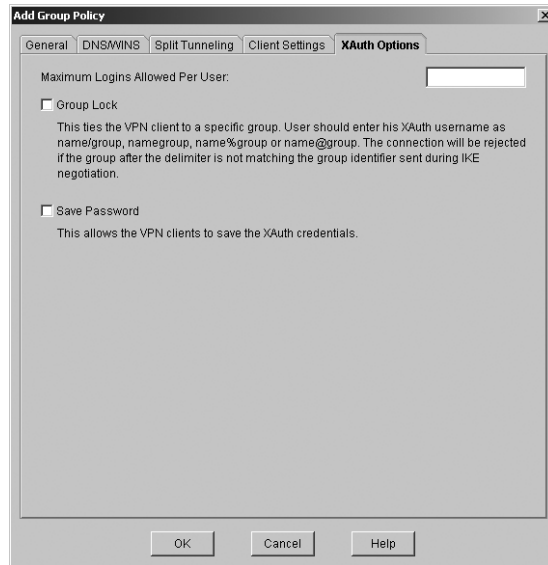 Add Group Policy
General DNS/WINS Split Tunneling Client Settings XAuth Options
Maximum Logins Allowed Per User:
Group Lock
This ties the VPN client to a specific group. User should enter his XAuth username as
name/group, namegroup, name%group or name@group. The connection will be rejected
if the group after the delimiter is not matching the group identifier sent during IKE
negotiation.
Save Password
This allows the VPN clients to save the XAuth credentials.
OK Cancel Help